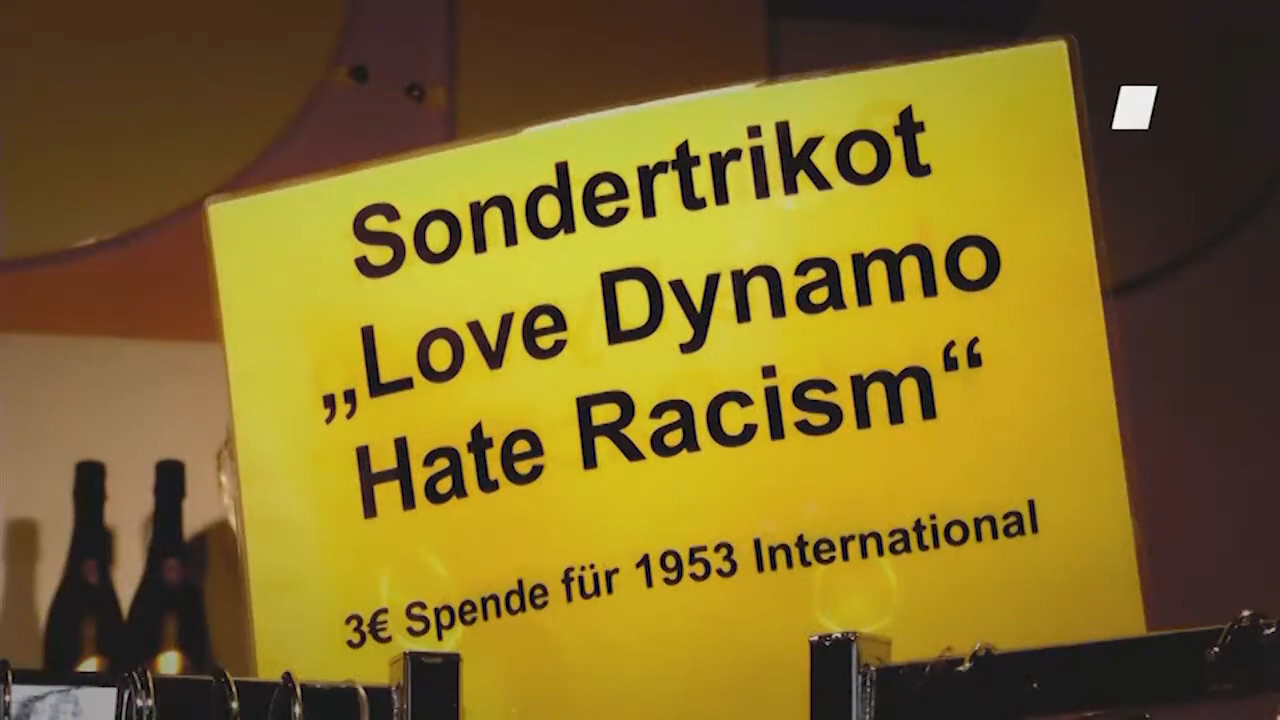 Sondertrikot
„Love Dynamo
Hate Racism“
3€ Spende für 1953 International